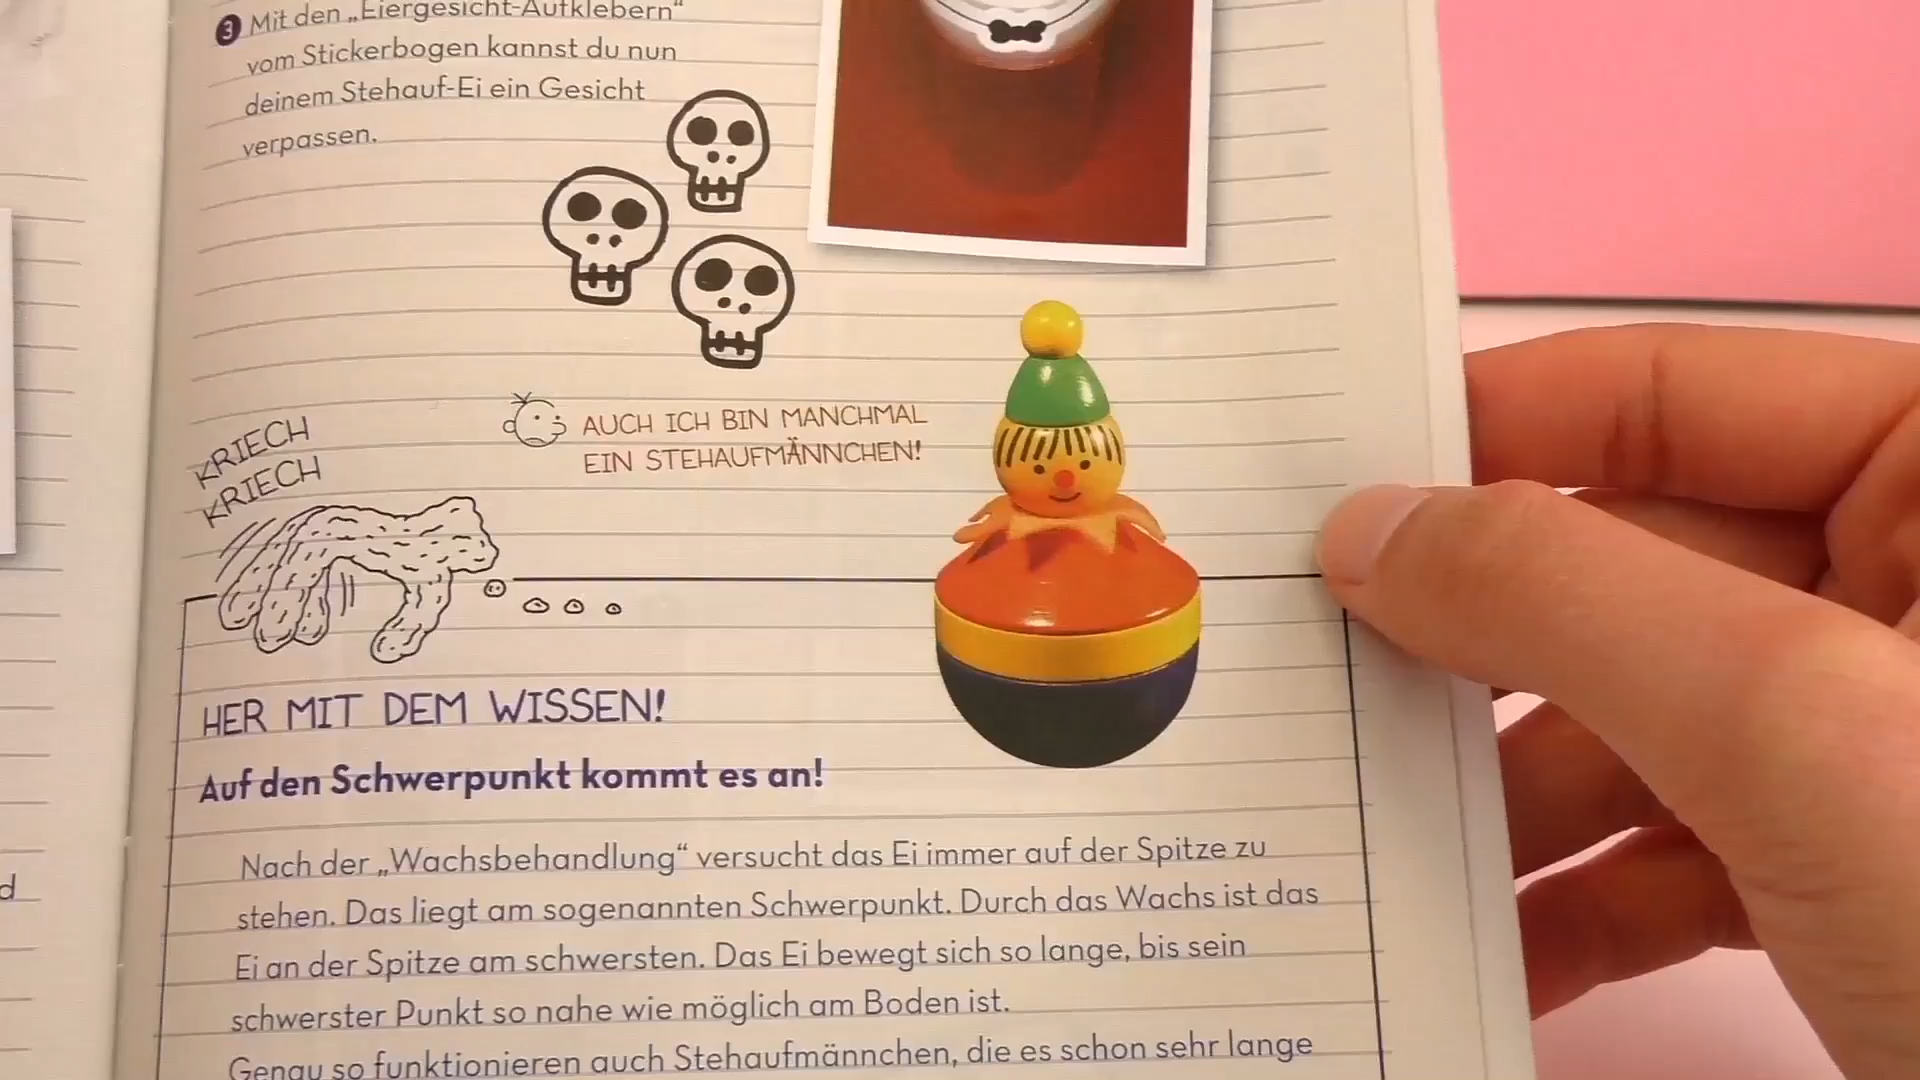 3 Mit den „Eiergesicht-Aufklebern“
vom Stickerbogen kannst du nun
deinem Stehauf-Ei ein Gesicht
verpassen.
KRIECH
KRIECH
AUCH ICH BIN MANCHMAL
EIN STEHAUFMÄNNCHEN!
HER MIT DEM WISSEN!
Auf den Schwerpunkt kommt es an!
Nach der „Wachsbehandlung“ versucht das Ei immer auf der Spitze zu
stehen. Das liegt am sogenannten Schwerpunkt. Durch das Wachs ist das
Ei an der Spitze am schwersten. Das Ei bewegt sich so lange, bis sein
schwerster Punkt so nahe wie möglich am Boden ist.
Genau so funktionieren auch Stehaufmännchen, die es schon sehr lange